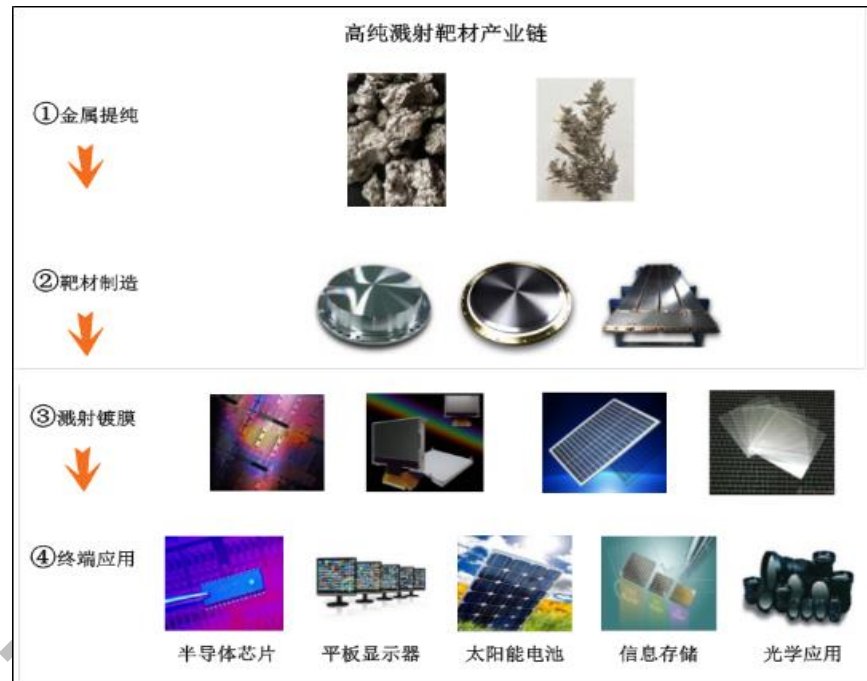 高纯溅射靶材产业链
①金属提纯
②靶材制造
③溅射镀膜
④终端应用
半导体芯片 平板显示器 太阳能电池 信息存储 光学应用